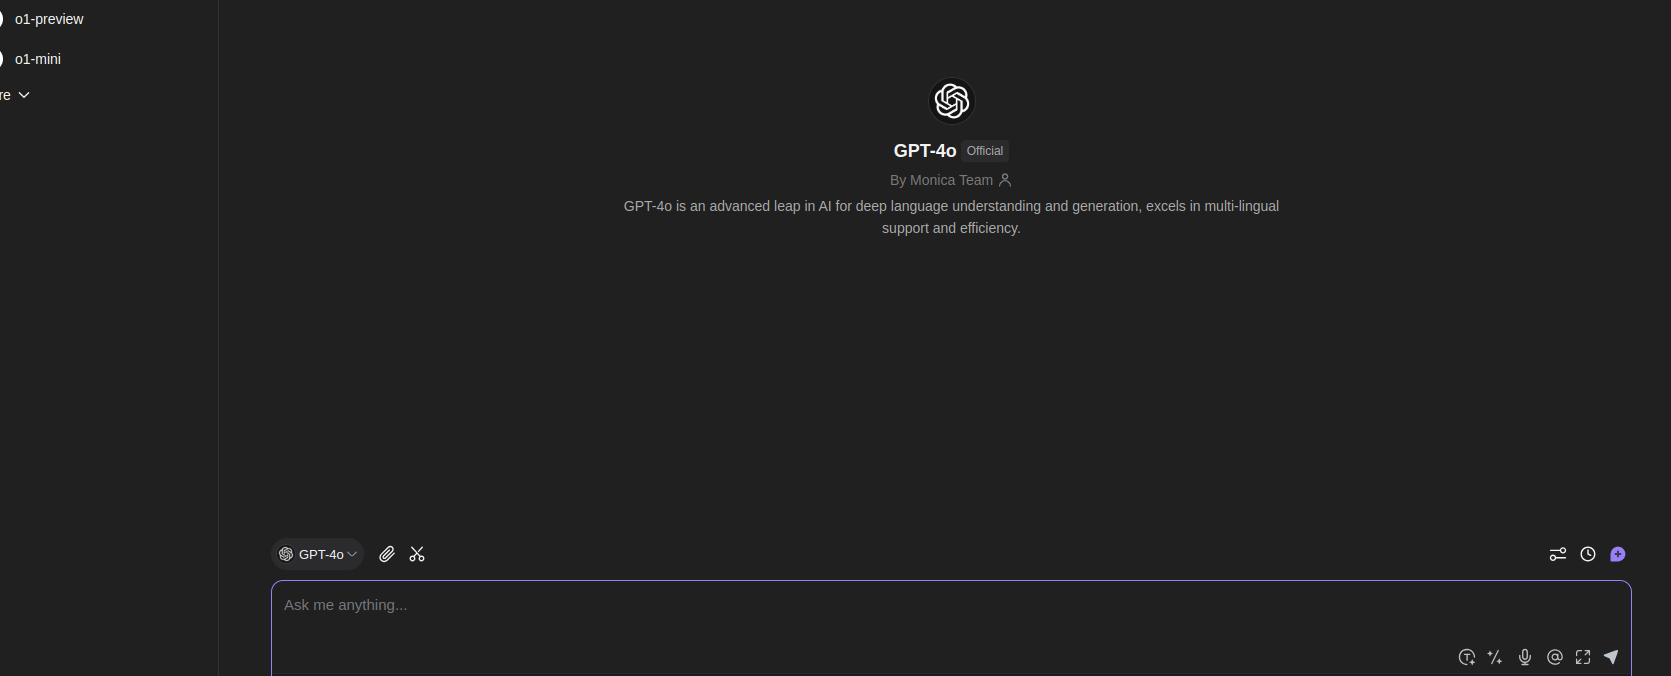 o1-preview
o1-mini
re
GPT-4o Official
By Monica Team
GPT-4o is an advanced leap in AI for deep language understanding and generation, excels in multi-lingual
support and efficiency.
GPT-4o
Ask me anything...